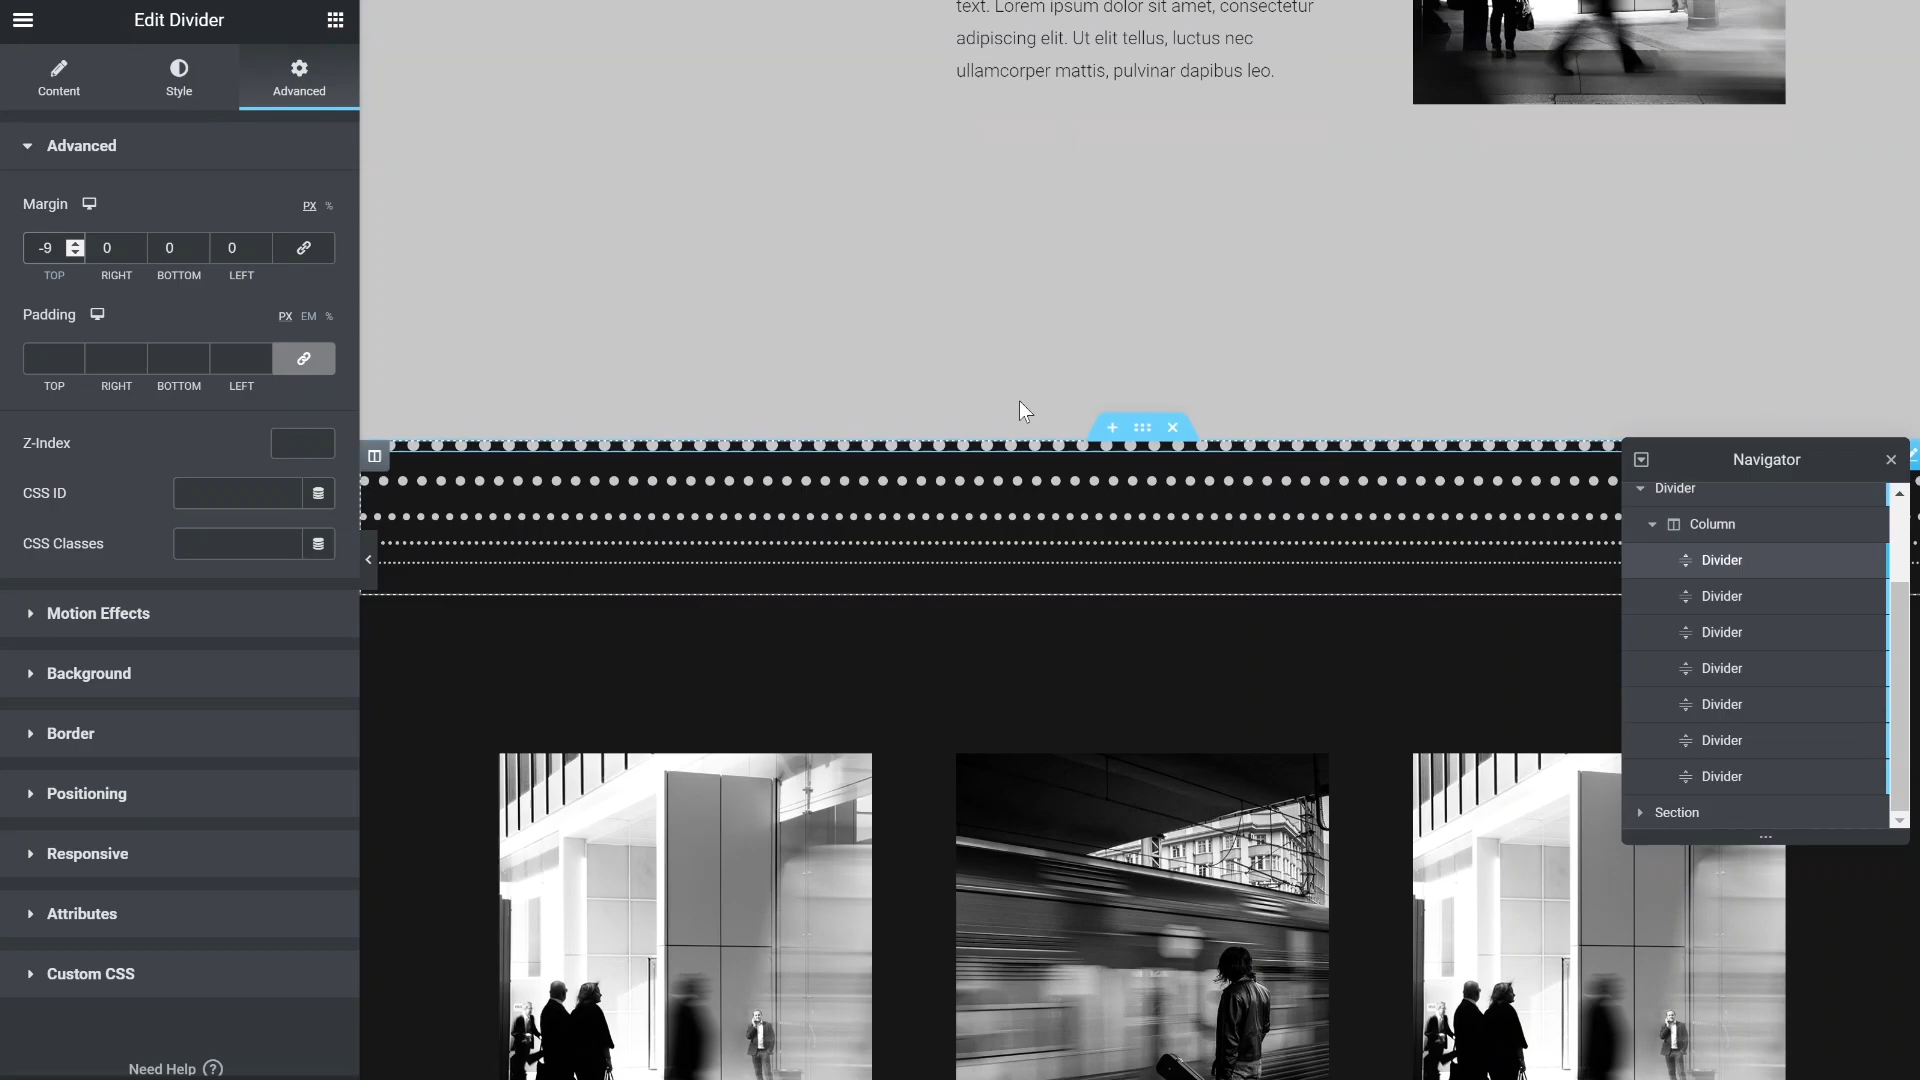 Edit Divider
Content
Style
Advanced
Advanced
Margin
PX %
-9
0
0
0
TOP
RIGHT
BOTTOM
LEFT
Padding
PX EM %
TOP
RIGHT
BOTTOM
LEFT
Z-Index
CSS ID
CSS Classes
Motion Effects
Background
Border
Positioning
Responsive
Attributes
Custom CSS
Need Help ?
text. Lorem ipsum dolor sit amet, consectetur
adipiscing elit. Ut elit tellus, luctus nec
ullamcorper mattis, pulvinar dapibus leo.
Navigator
Divider
Column
Divider
Divider
Divider
Divider
Divider
Divider
Divider
Section